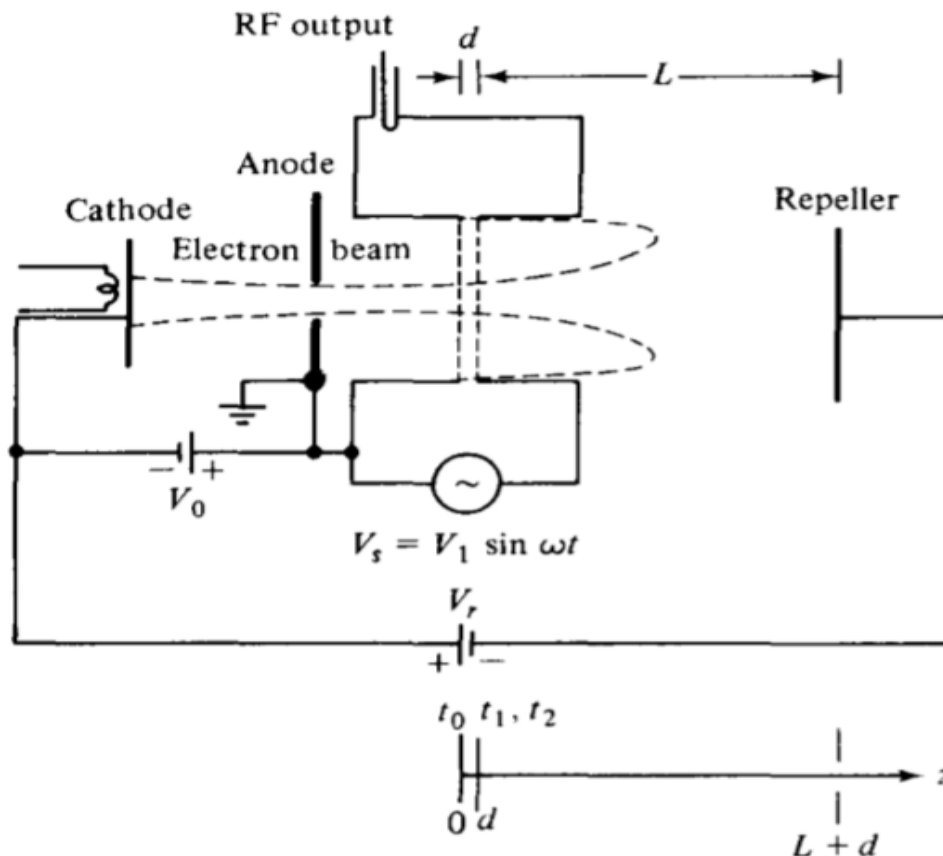 RF output
d
L
Anode
Cathode
Repeller
Electron beam
− +
V₀
~
Vₛ = V₁ sin ωt
Vᵣ
+ −
t₀ t₁, t₂
0 d
L + d